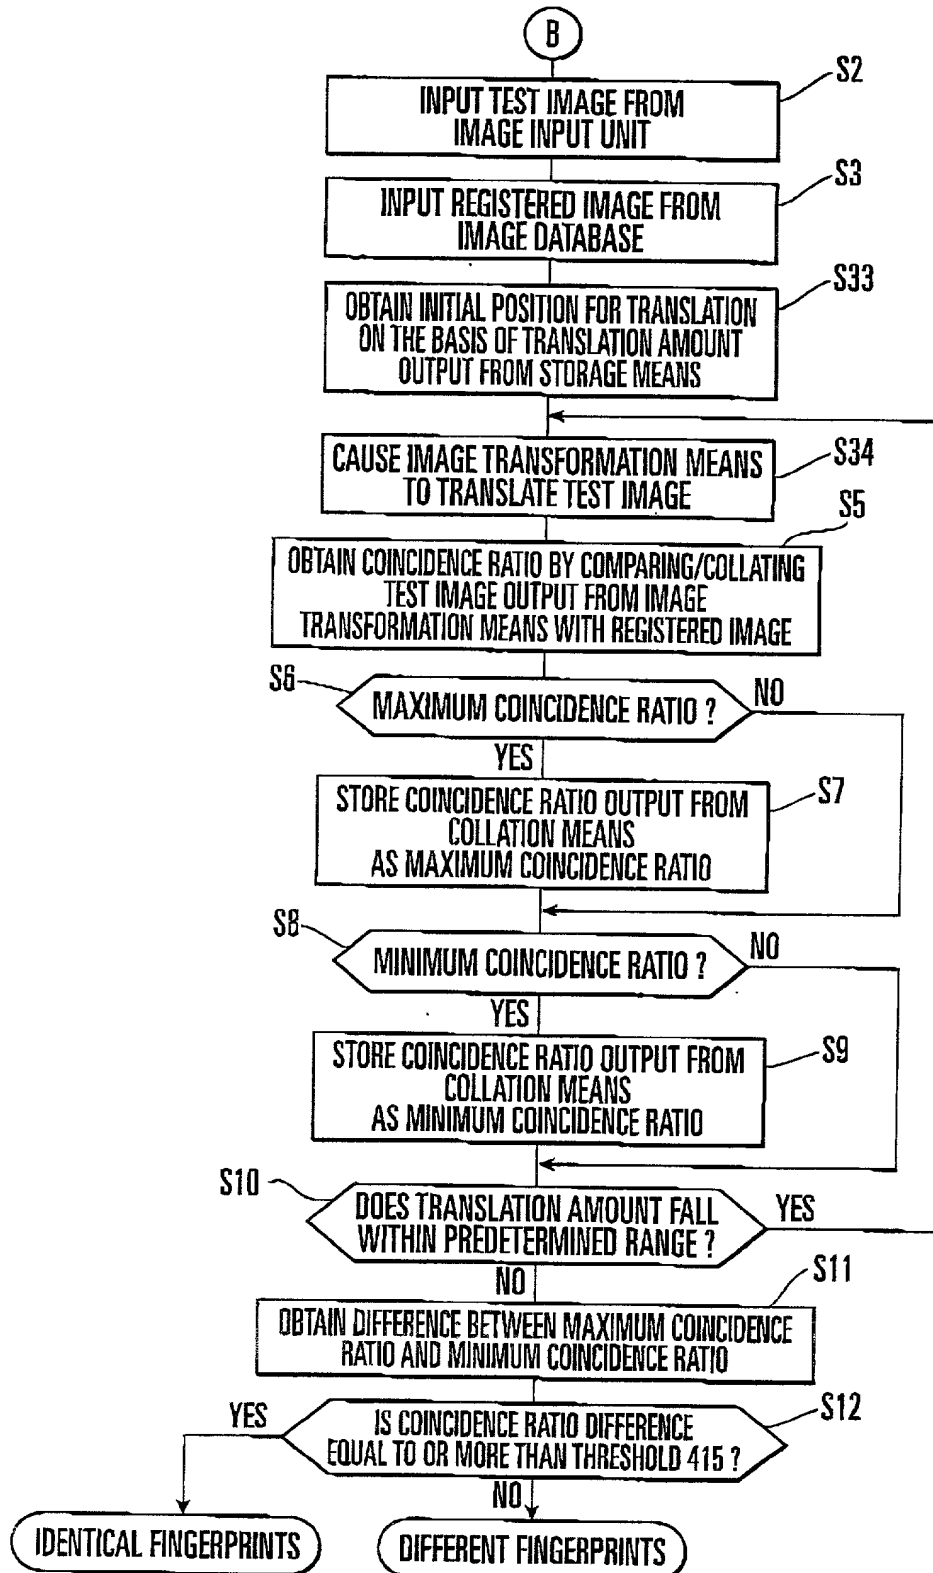 B
S2
INPUT TEST IMAGE FROM
IMAGE INPUT UNIT
S3
INPUT REGISTERED IMAGE FROM
IMAGE DATABASE
S33
OBTAIN INITIAL POSITION FOR TRANSLATION
ON THE BASIS OF TRANSLATION AMOUNT
OUTPUT FROM STORAGE MEANS
S34
CAUSE IMAGE TRANSFORMATION MEANS
TO TRANSLATE TEST IMAGE
S5
OBTAIN COINCIDENCE RATIO BY COMPARING/COLLATING
TEST IMAGE OUTPUT FROM IMAGE
TRANSFORMATION MEANS WITH REGISTERED IMAGE
S6
MAXIMUM COINCIDENCE RATIO ?
NO
YES
S7
STORE COINCIDENCE RATIO OUTPUT FROM
COLLATION MEANS
AS MAXIMUM COINCIDENCE RATIO
S8
MINIMUM COINCIDENCE RATIO ?
NO
YES
S9
STORE COINCIDENCE RATIO OUTPUT FROM
COLLATION MEANS
AS MINIMUM COINCIDENCE RATIO
S10
DOES TRANSLATION AMOUNT FALL
WITHIN PREDETERMINED RANGE ?
YES
NO
S11
OBTAIN DIFFERENCE BETWEEN MAXIMUM COINCIDENCE
RATIO AND MINIMUM COINCIDENCE RATIO
S12
YES
IS COINCIDENCE RATIO DIFFERENCE
EQUAL TO OR MORE THAN THRESHOLD 415 ?
NO
IDENTICAL FINGERPRINTS
DIFFERENT FINGERPRINTS